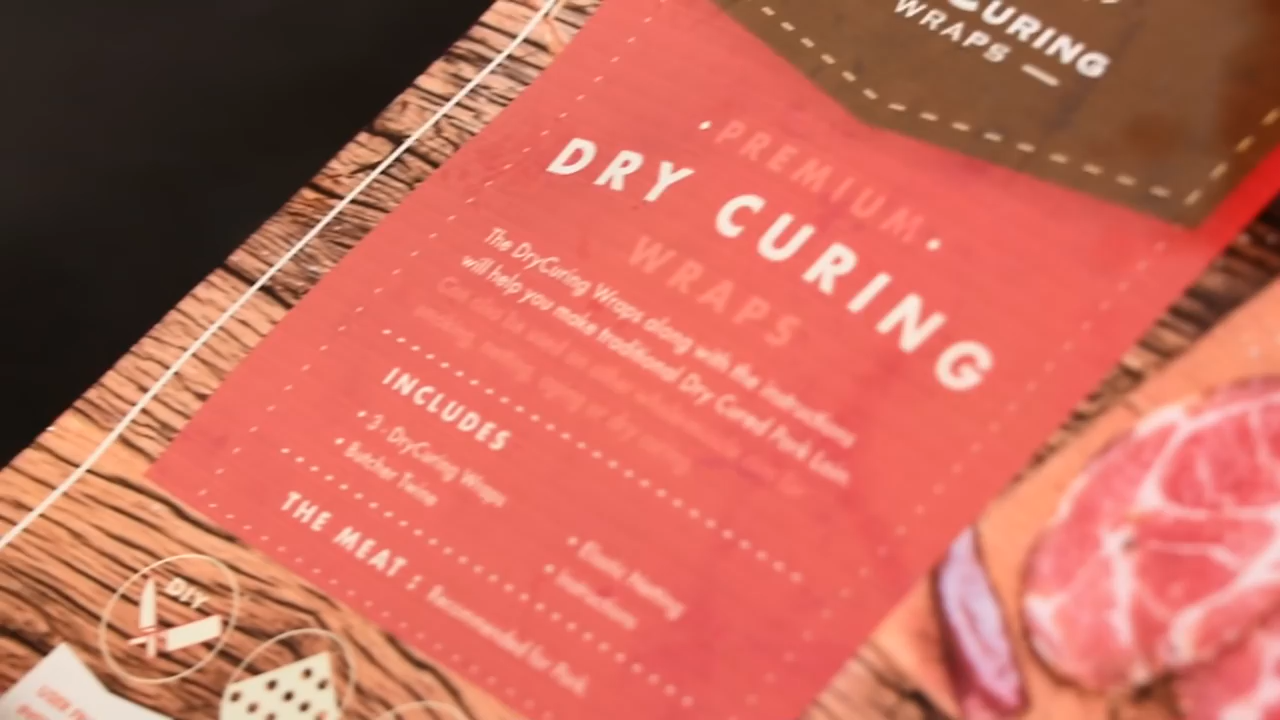 CURING
WRAPS
• PREMIUM •
DRY CURING
WRAPS
The DryCuring Wraps along with the instructions
will help you make traditional Dry Cured Pork Loin.
INCLUDES
• 3 - DryCuring Wraps
• Butcher Twine
• Elastic Netting
• Instructions
THE MEAT : Recommended for Pork
DIY